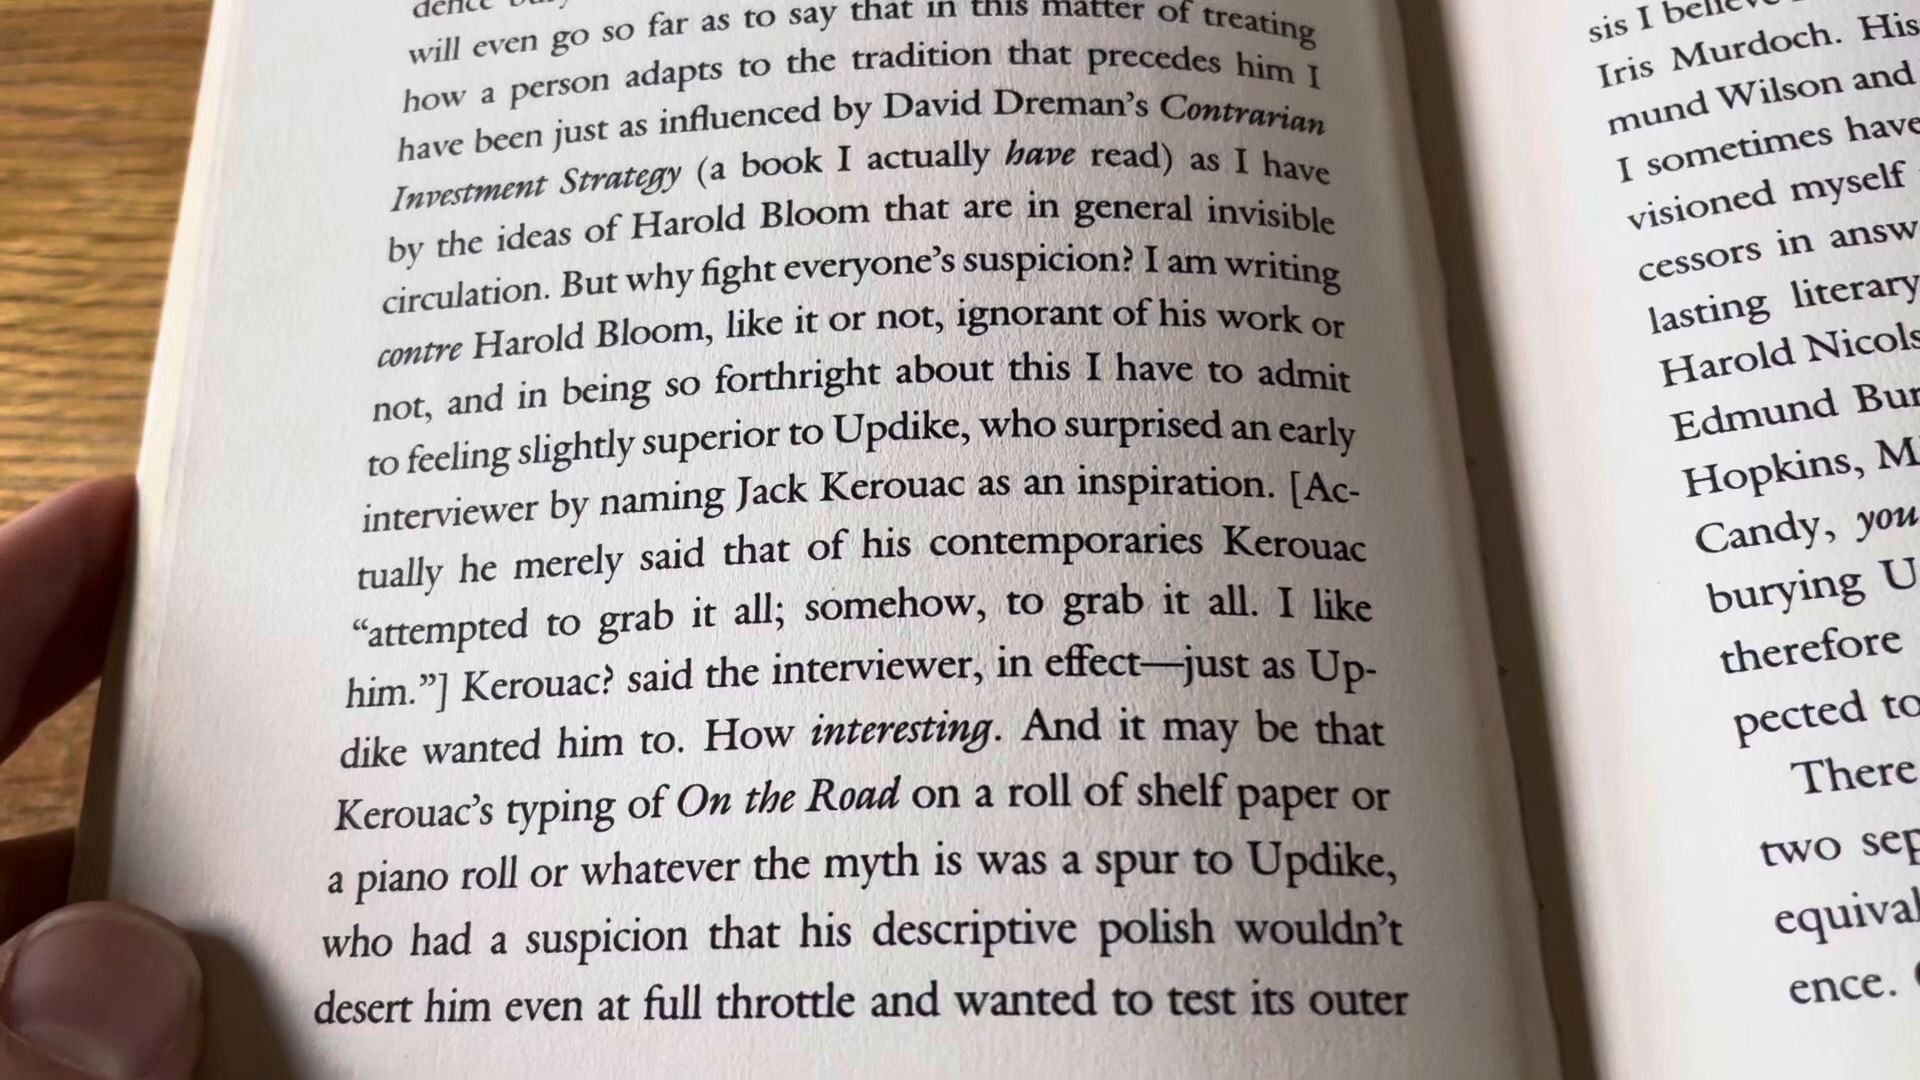 will even go so far as to say that in this matter of treating
how a person adapts to the tradition that precedes him I
have been just as influenced by David Dreman's Contrarian
Investment Strategy (a book I actually have read) as I have
by the ideas of Harold Bloom that are in general invisible
circulation. But why fight everyone's suspicion? I am writing
contre Harold Bloom, like it or not, ignorant of his work or
not, and in being so forthright about this I have to admit
to feeling slightly superior to Updike, who surprised an early
interviewer by naming Jack Kerouac as an inspiration. [Ac-
tually he merely said that of his contemporaries Kerouac
“attempted to grab it all; somehow, to grab it all. I like
him.”] Kerouac? said the interviewer, in effect—just as Up-
dike wanted him to. How interesting. And it may be that
Kerouac's typing of On the Road on a roll of shelf paper or
a piano roll or whatever the myth is was a spur to Updike,
who had a suspicion that his descriptive polish wouldn't
desert him even at full throttle and wanted to test its outer
sis I believe
Iris Murdoch. His
mund Wilson and
I sometimes have
visioned myself
cessors in answ
lasting literary
Harold Nicols
Edmund Bur
Hopkins, M
Candy, you
burying U
therefore
pected to
There
two sep
equival
ence.